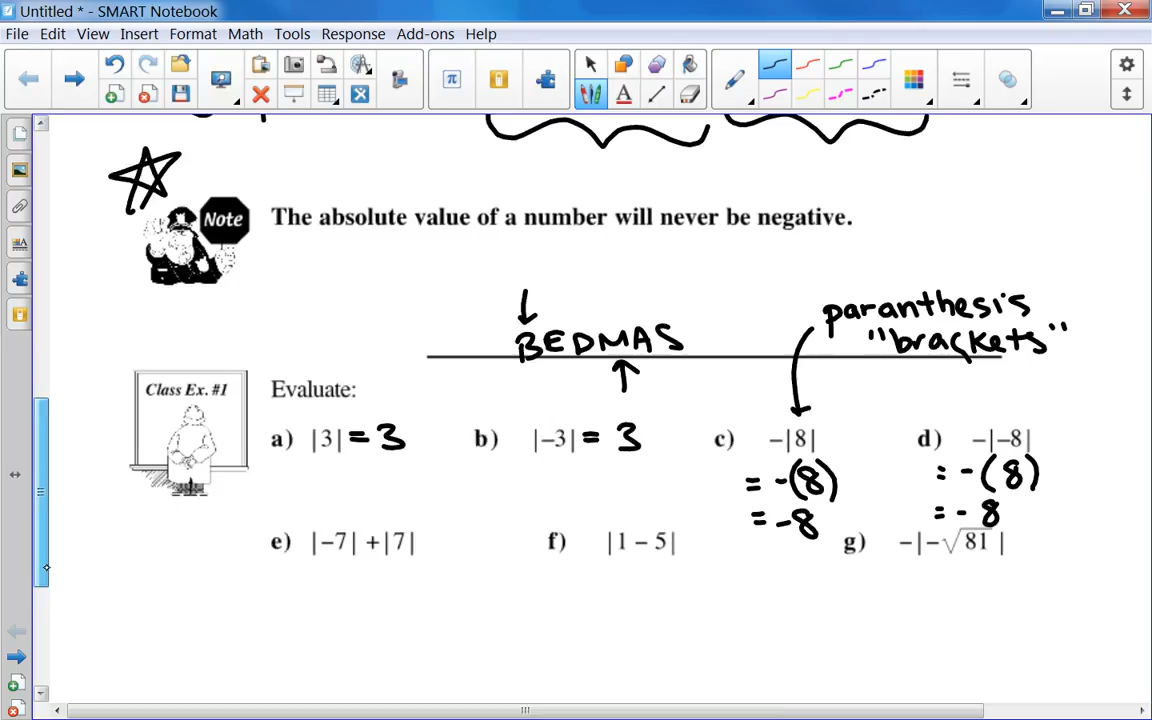 Untitled * - SMART Notebook
File Edit View Insert Format Math Tools Response Add-ons Help
Note
The absolute value of a number will never be negative.
paranthesis
"brackets"
BEDMAS
Class Ex. #1
Evaluate:
a) |3| = 3 b) |−3| = 3 c) −|8| d) −|−8|
= -(8) = -(8)
= -8 = -8
e) |−7| + |7| f) |1 − 5| g) −|−√81 |